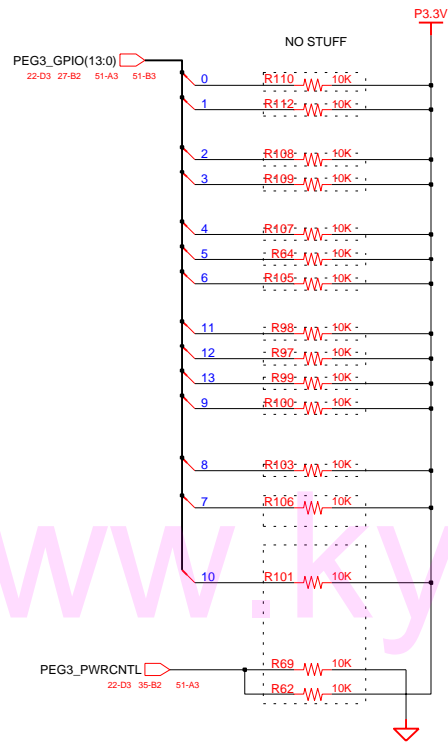 P3.3V
NO STUFF
PEG3_GPIO(13:0)
22-D3 27-B2 51-A3 51-B3
0 R110 10K
1 R112 10K
2 R108 10K
3 R109 10K
4 R107 10K
5 R64 10K
6 R105 10K
11 R98 10K
12 R97 10K
13 R99 10K
9 R100 10K
8 R103 10K
7 R106 10K
ww.ky
10 R101 10K
PEG3_PWRCNTL R69 10K
22-D3 35-B2 51-A3
R62 10K